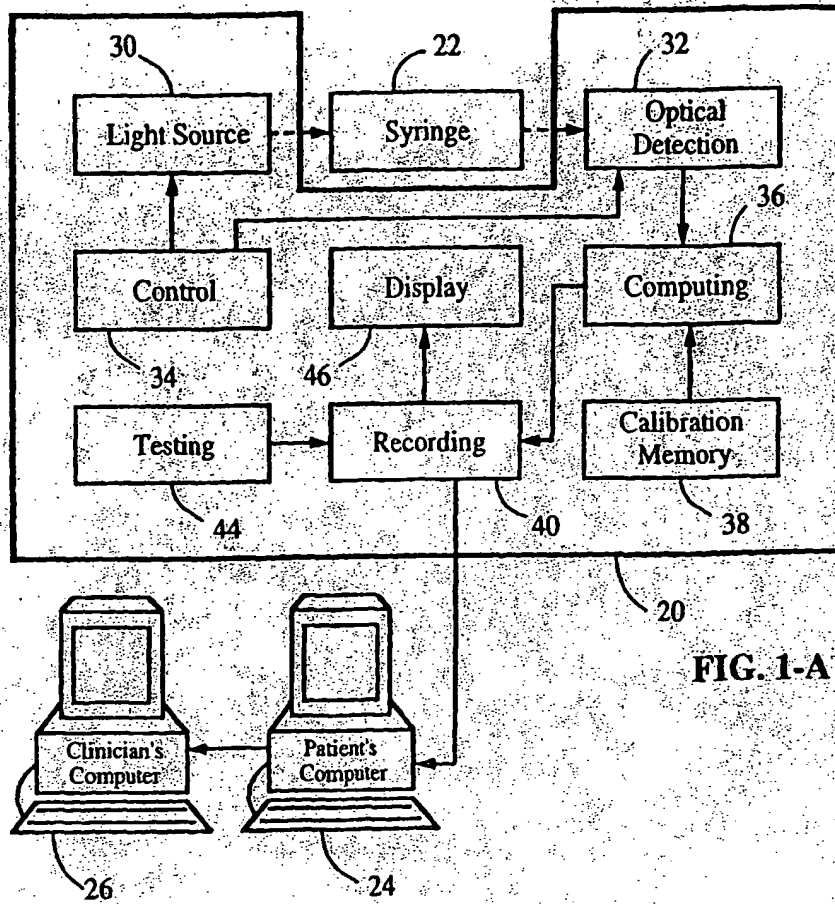 30
22
32
Light Source
Syringe
Optical
Detection
36
Control
Display
Computing
34
46
Testing
Recording
Calibration
Memory
44
40
38
20
FIG. 1-A
Clinician's
Computer
Patient's
Computer
26
24